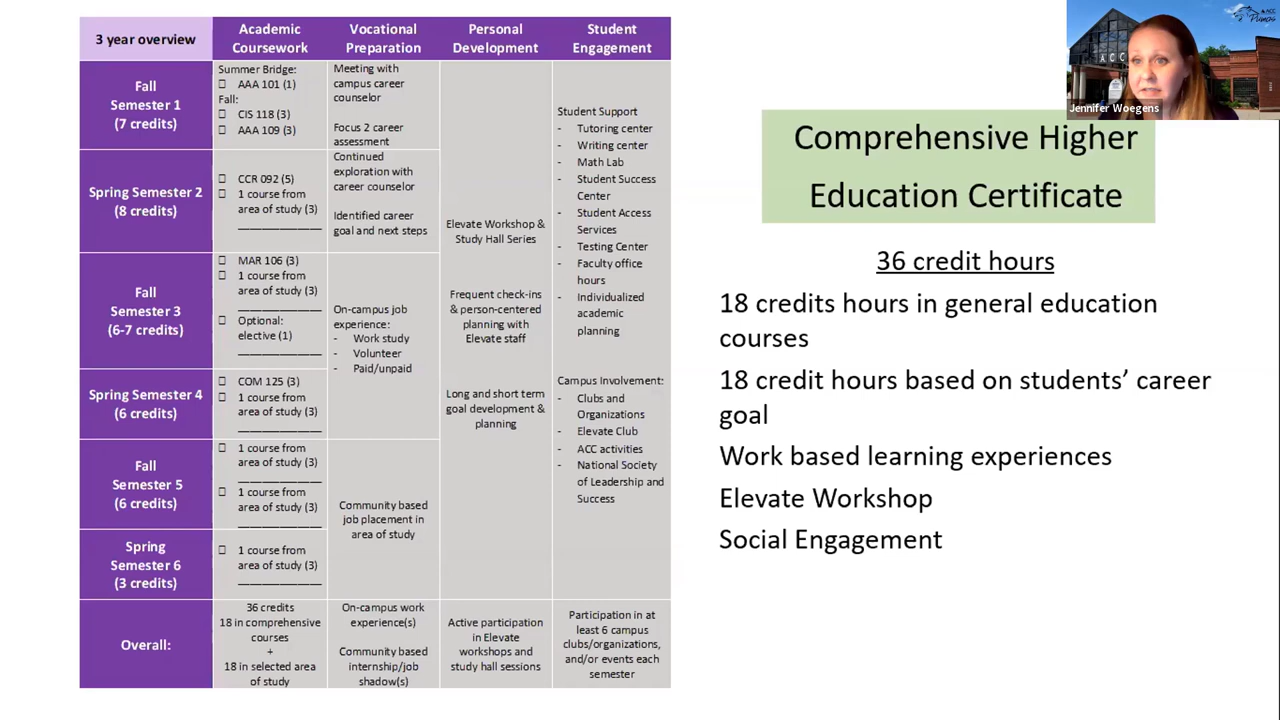 3 year overview
Academic
Coursework
Vocational
Preparation
Personal
Development
Student
Engagement
Fall
Semester 1
(7 credits)
Summer Bridge:
AAA 101 (1)
Fall:
CIS 118 (3)
AAA 109 (3)
Meeting with
campus career
counselor
Focus 2 career
assessment
Spring Semester 2
(8 credits)
CCR 092 (5)
1 course from
area of study (3)
Continued
exploration with
career counselor
Identified career
goal and next steps
Fall
Semester 3
(6-7 credits)
MAR 106 (3)
1 course from
area of study (3)
Optional:
elective (1)
On-campus job
experience:
- Work study
- Volunteer
- Paid/unpaid
Spring Semester 4
(6 credits)
COM 125 (3)
1 course from
area of study (3)
Fall
Semester 5
(6 credits)
1 course from
area of study (3)
1 course from
area of study (3)
Community based
job placement in
area of study
Spring
Semester 6
(3 credits)
1 course from
area of study (3)
Elevate Workshop &
Study Hall Series
Frequent check-ins
& person-centered
planning with
Elevate staff
Long and short term
goal development &
planning
Student Support
- Tutoring center
- Writing center
- Math Lab
- Student Success
Center
- Student Access
Services
- Testing Center
- Faculty office
hours
- Individualized
academic
planning
Campus Involvement:
- Clubs and
Organizations
- Elevate Club
- ACC activities
- National Society
of Leadership and
Success
Overall:
36 credits
18 in comprehensive
courses
+
18 in selected area
of study
On-campus work
experience(s)
Community based
internship/job
shadow(s)
Active participation
in Elevate
workshops and
study hall sessions
Participation in at
least 6 campus
clubs/organizations,
and/or events each
semester
Comprehensive Higher
Education Certificate
36 credit hours
18 credits hours in general education
courses
18 credit hours based on students’ career
goal
Work based learning experiences
Elevate Workshop
Social Engagement
ACC
Pumas
A C C
Jennifer Woegens